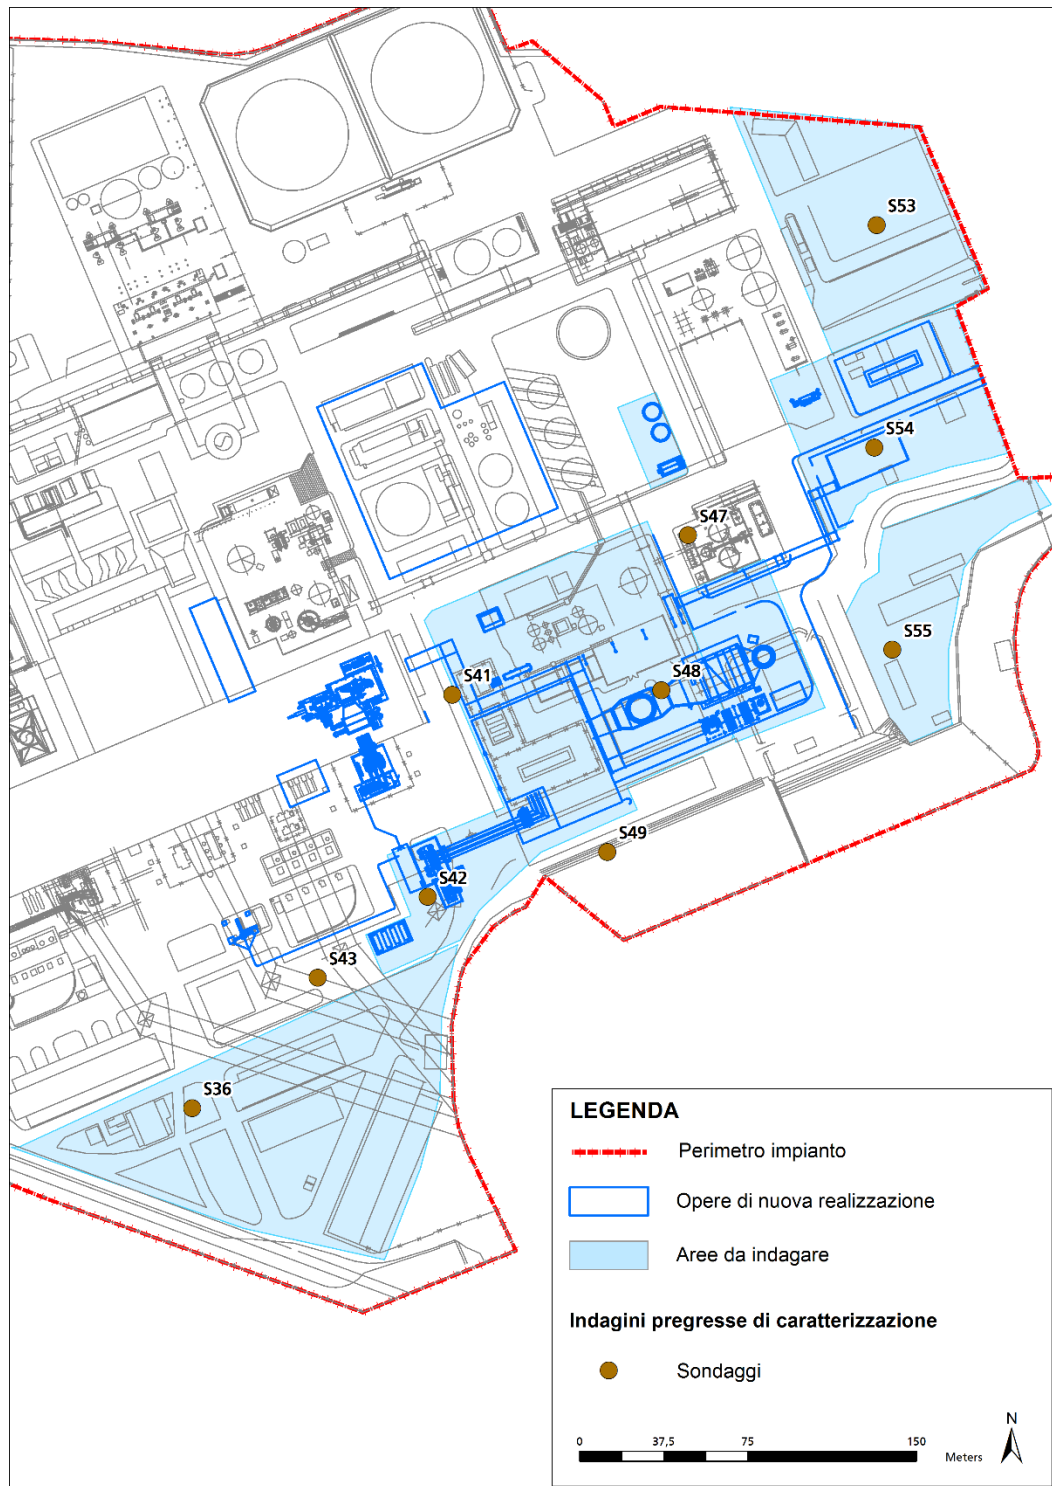 S53
S54
S47
S55
S48
S41
S49
S42
S43
S36
LEGENDA
Perimetro impianto
Opere di nuova realizzazione
Aree da indagare
Indagini pregresse di caratterizzazione
Sondaggi
N
0 37,5 75 150
Meters